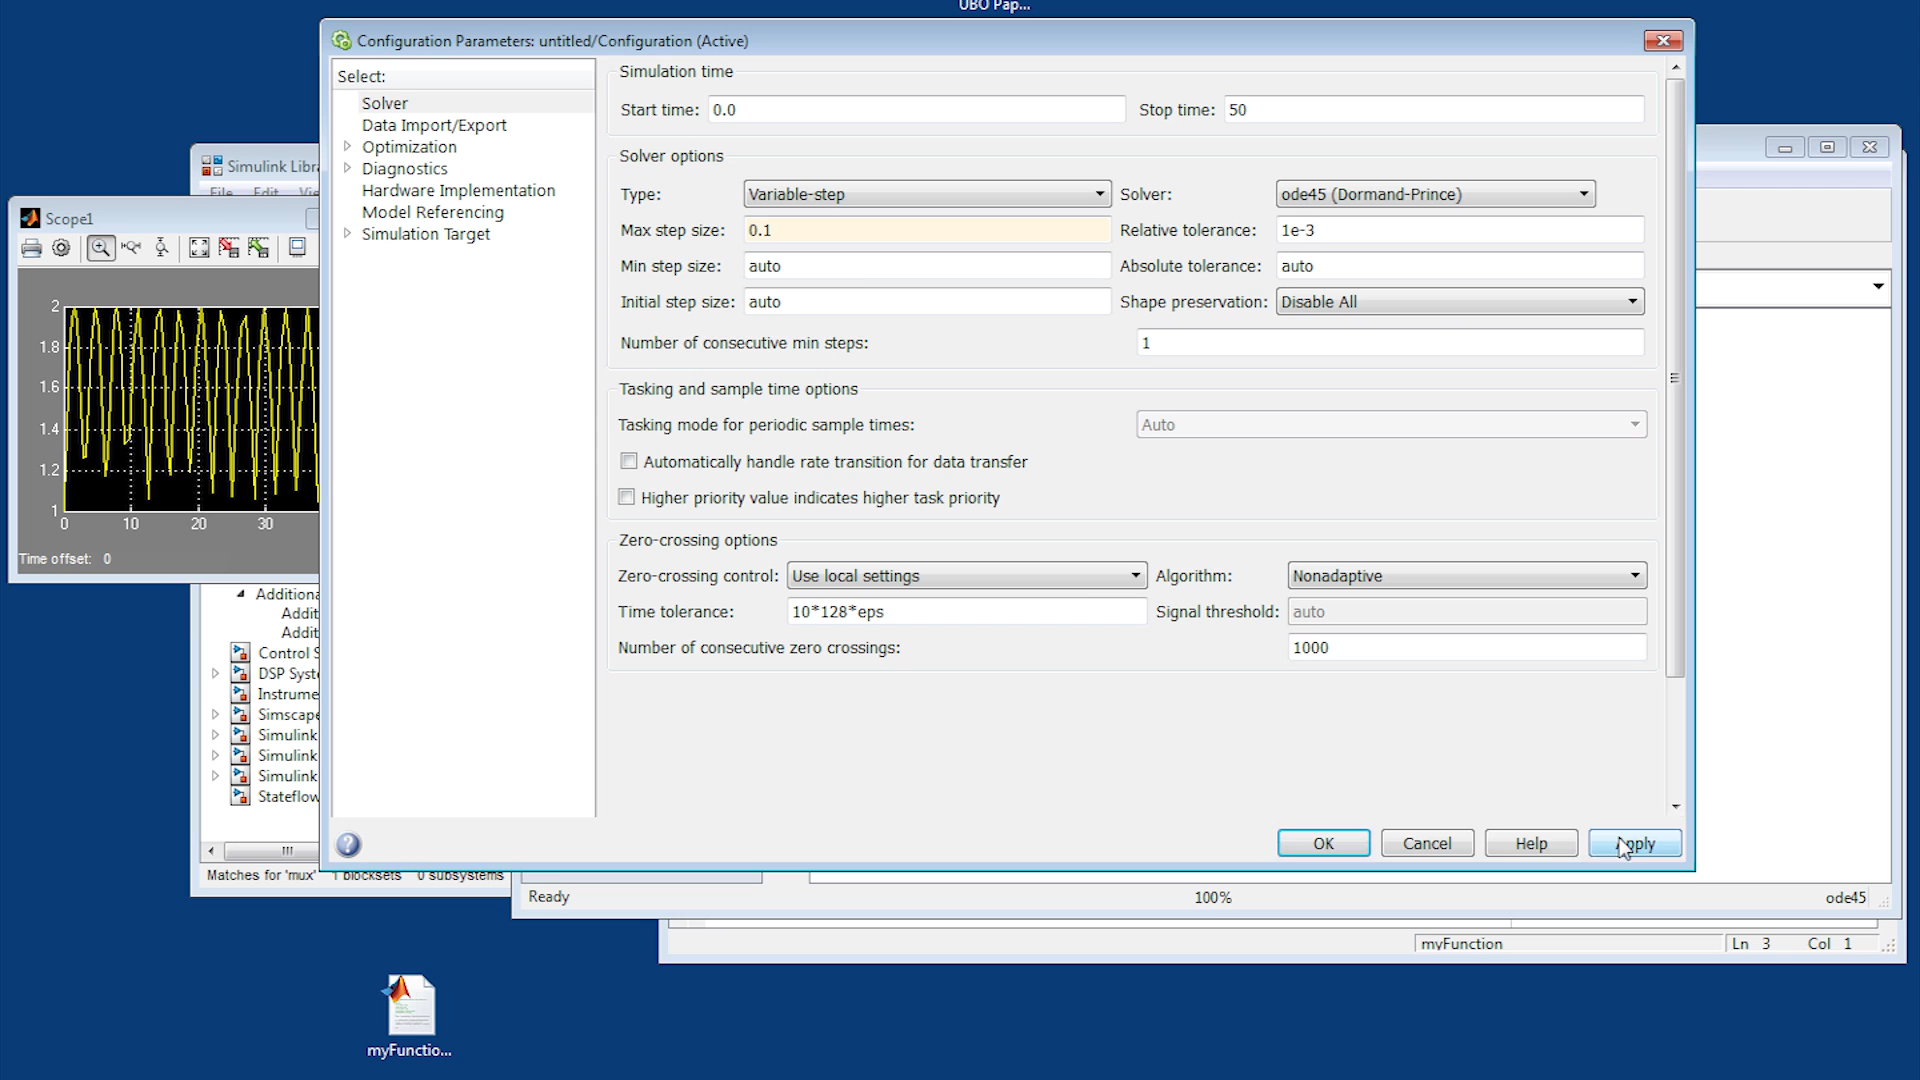 UBO Pap...
Configuration Parameters: untitled/Configuration (Active)
Select:
Solver
Data Import/Export
Optimization
Diagnostics
Hardware Implementation
Model Referencing
Simulation Target
Simulation time
Start time: 0.0 Stop time: 50
Solver options
Type: Variable-step Solver: ode45 (Dormand-Prince)
Max step size: 0.1 Relative tolerance: 1e-3
Min step size: auto Absolute tolerance: auto
Initial step size: auto Shape preservation: Disable All
Number of consecutive min steps: 1
Tasking and sample time options
Tasking mode for periodic sample times: Auto
Automatically handle rate transition for data transfer
Higher priority value indicates higher task priority
Zero-crossing options
Zero-crossing control: Use local settings Algorithm: Nonadaptive
Time tolerance: 10*128*eps Signal threshold: auto
Number of consecutive zero crossings: 1000
OK Cancel Help Apply
Simulink Libra
File Edit Vie
Scope1
2
1.8
1.6
1.4
1.2
1
0 10 20 30
Time offset: 0
Additiona
Addit
Addit
Control S
DSP Syste
Instrume
Simscape
Simulink
Simulink
Simulink
Stateflow
Matches for 'mux' 1 blocksets 0 subsystems
Ready 100% ode45
myFunction Ln 3 Col 1
myFunctio...